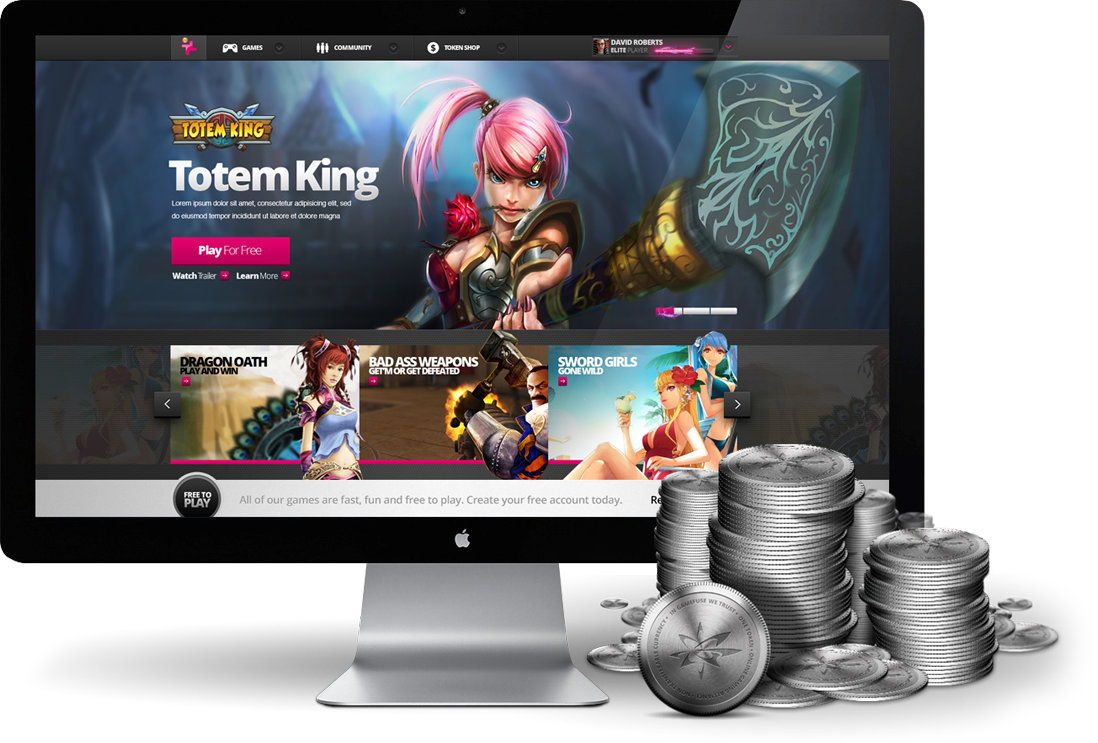 GAMES
COMMUNITY
TOKEN SHOP
DAVID ROBERTS
ELITE PLAYER
TOTEM KING
Totem King
Lorem ipsum dolor sit amet, consectetur adipisicing elit, sed
do eiusmod tempor incididunt ut labore et dolore magna
Play For Free
Watch Trailer
Learn More
DRAGON OATH
PLAY AND WIN
BAD ASS WEAPONS
GET'M OR GET DEFEATED
SWORD GIRLS
GONE WILD
FREE TO
PLAY
All of our games are fast, fun and free to play. Create your free account today.
Re
IN GAMEFUSE WE TRUST • ONE TOKEN •